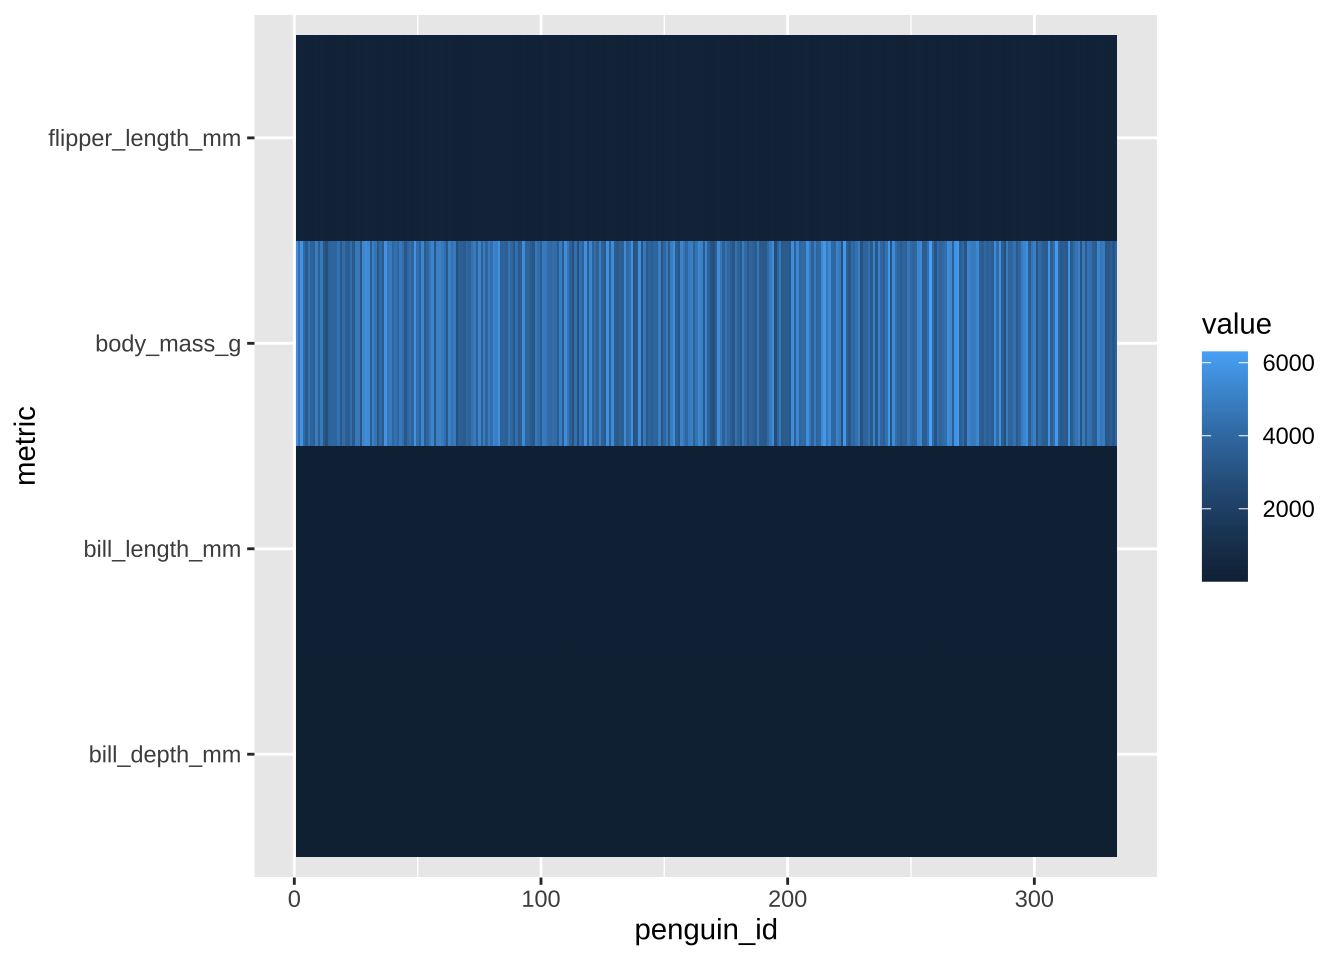 flipper_length_mm
body_mass_g
bill_length_mm
bill_depth_mm
metric
0 100 200 300
penguin_id
value
6000
4000
2000